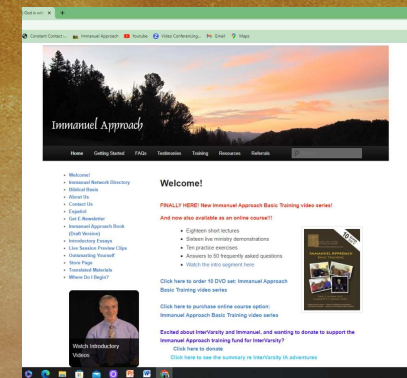 God is with
Constant Contact :...
Immanuel Approach
Youtube
Video Conferencing...
Email
Maps
Immanuel Approach
Home Getting Started FAQs Testimonies Training Resources Referrals
Welcome!
Immanuel Network Directory
Biblical Basis
About Us
Contact Us
Español
Get E-Newsletter
Immanuel Approach Book
(Draft Version)
Introductory Essays
Live Session Preview Clips
Outsmarting Yourself
Store Page
Translated Materials
Where Do I Begin?
Watch Introductory
Videos
Welcome!
FINALLY HERE! New Immanuel Approach Basic Training video series!
And now also available as an online course!!!
Eighteen short lectures
Sixteen live ministry demonstrations
Ten practice exercises
Answers to 50 frequently asked questions
Watch the intro segment here
Click here to order 10 DVD set: Immanuel Approach
Basic Training video series
Click here to purchase online course option:
Immanuel Approach Basic Training video series
Excited about InterVarsity and Immanuel, and wanting to donate to support the
Immanuel Approach training fund for InterVarsity?
Click here to donate
Click here to see the summary re InterVarsity IA adventures